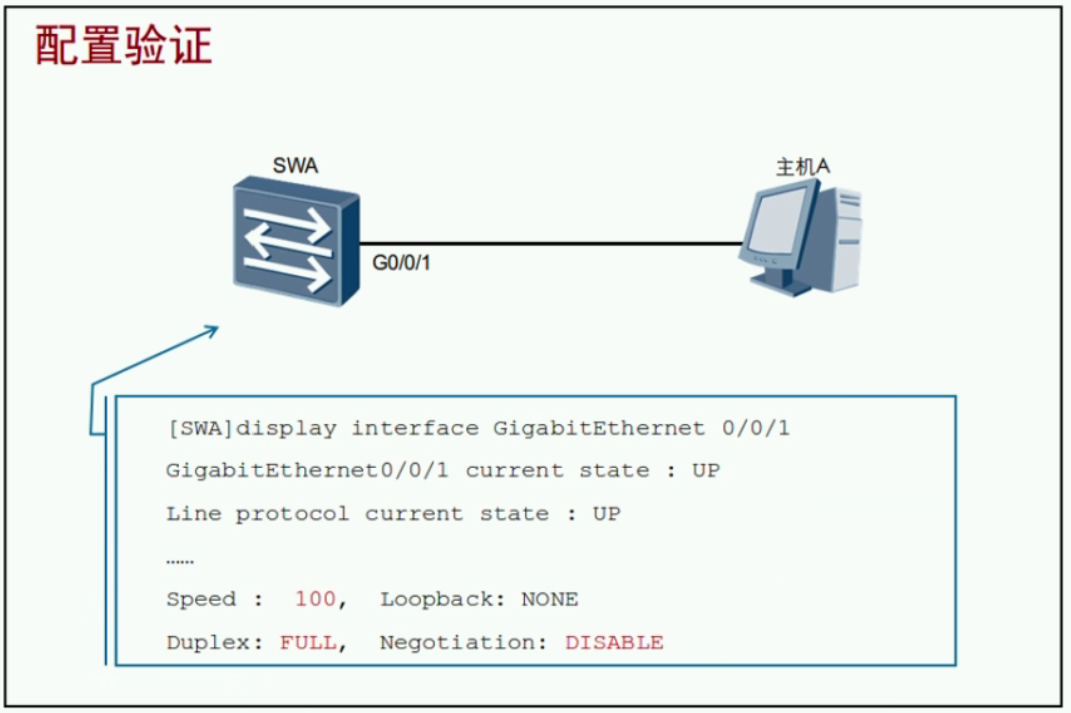 配置验证
SWA
主机A
G0/0/1
[SWA]display interface GigabitEthernet 0/0/1
GigabitEthernet0/0/1 current state : UP
Line protocol current state : UP
……
Speed :  100,  Loopback: NONE
Duplex: FULL,  Negotiation: DISABLE